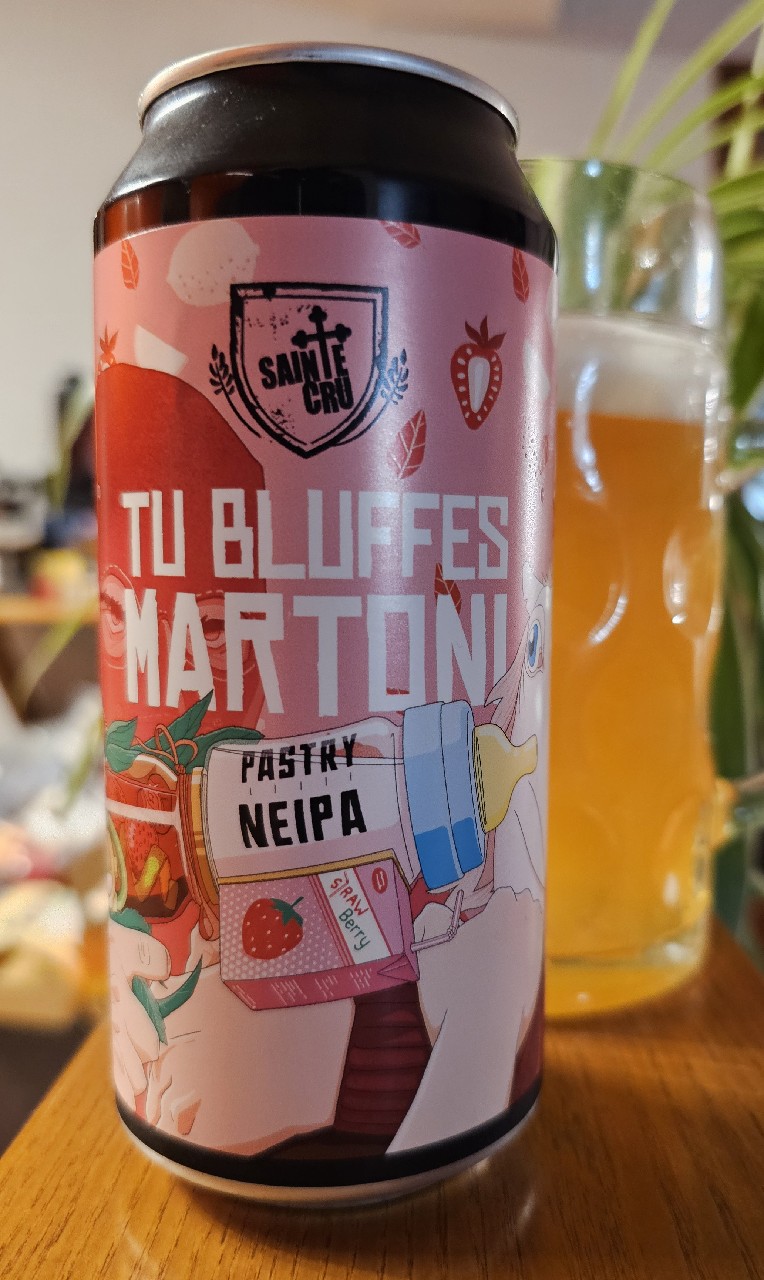 SAINTE
CRU
TU BLUFFES
MARTONI
PASTRY
NEIPA
STRAW
Berry